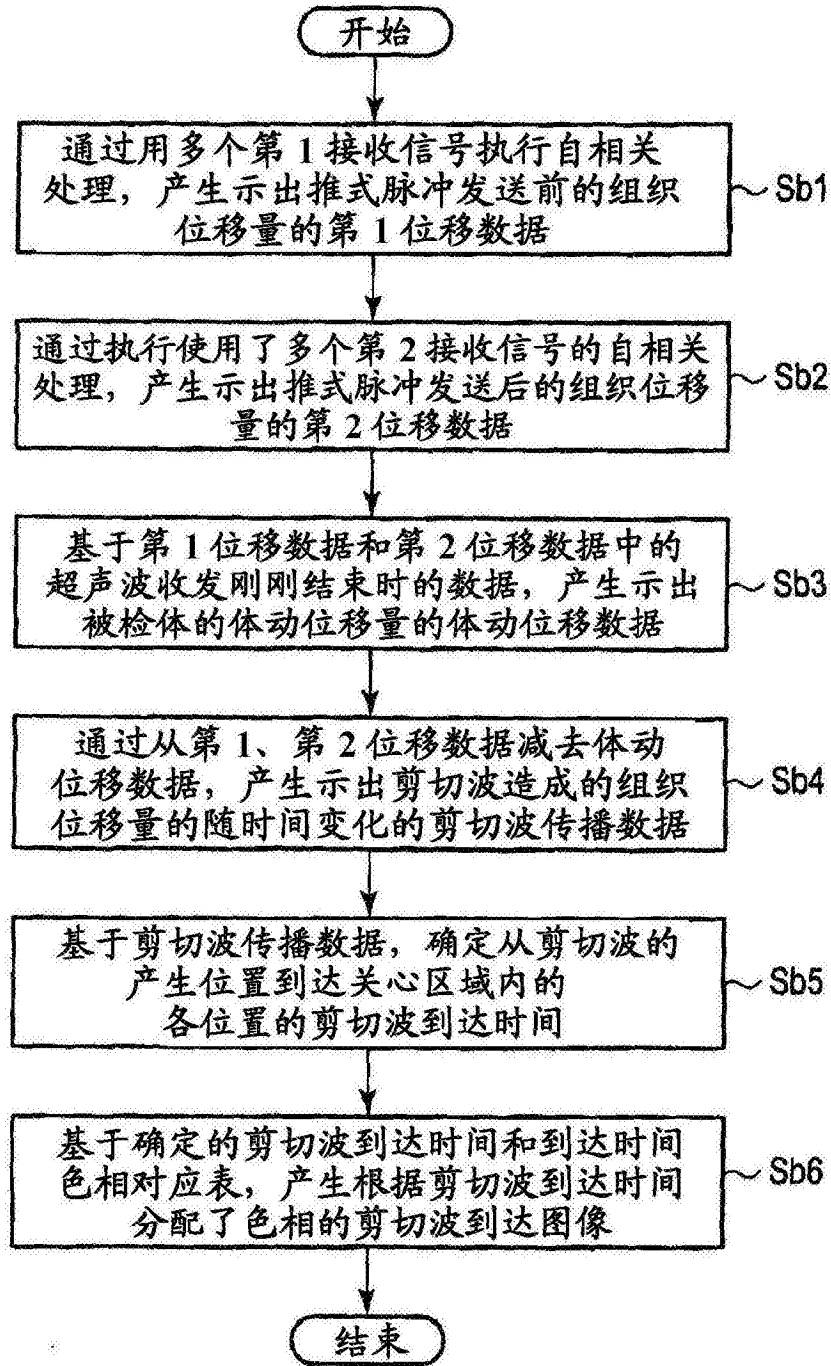 开始
通过用多个第1接收信号执行自相关
处理，产生示出推式脉冲发送前的组织
位移量的第1位移数据
Sb1
通过执行使用了多个第2接收信号的自相关
处理，产生示出推式脉冲发送后的组织位移
量的第2位移数据
Sb2
基于第1位移数据和第2位移数据中的
超声波收发刚刚结束时的数据，产生示出
被检体的体动位移量的体动位移数据
Sb3
通过从第1、第2位移数据减去体动
位移数据，产生示出剪切波造成的组织
位移量的随时间变化的剪切波传播数据
Sb4
基于剪切波传播数据，确定从剪切波的
产生位置到达关心区域内的
各位置的剪切波到达时间
Sb5
基于确定的剪切波到达时间和到达时间
色相对应表，产生根据剪切波到达时间
分配了色相的剪切波到达图像
Sb6
结束